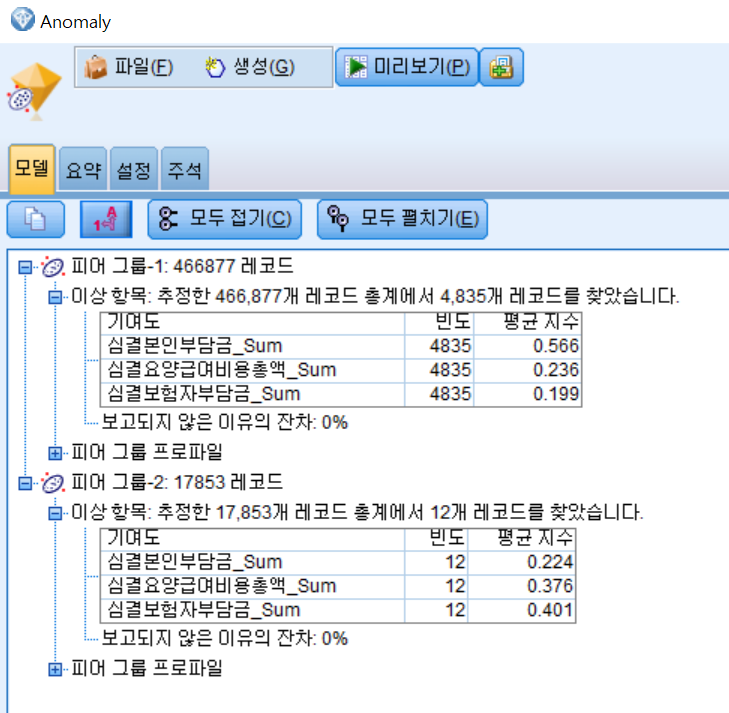 Anomaly
파일(F) 생성(G) 미리보기(P)
모델 요약 설정 주석
모두 접기(C) 모두 펼치기(E)
피어 그룹-1: 466877 레코드
이상 항목: 추정한 466,877개 레코드 총계에서 4,835개 레코드를 찾았습니다.
기여도 빈도 평균 지수
심결본인부담금_Sum 4835 0.566
심결요양급여비용총액_Sum 4835 0.236
심결보험자부담금_Sum 4835 0.199
보고되지 않은 이유의 잔차: 0%
피어 그룹 프로파일
피어 그룹-2: 17853 레코드
이상 항목: 추정한 17,853개 레코드 총계에서 12개 레코드를 찾았습니다.
기여도 빈도 평균 지수
심결본인부담금_Sum 12 0.224
심결요양급여비용총액_Sum 12 0.376
심결보험자부담금_Sum 12 0.401
보고되지 않은 이유의 잔차: 0%
피어 그룹 프로파일